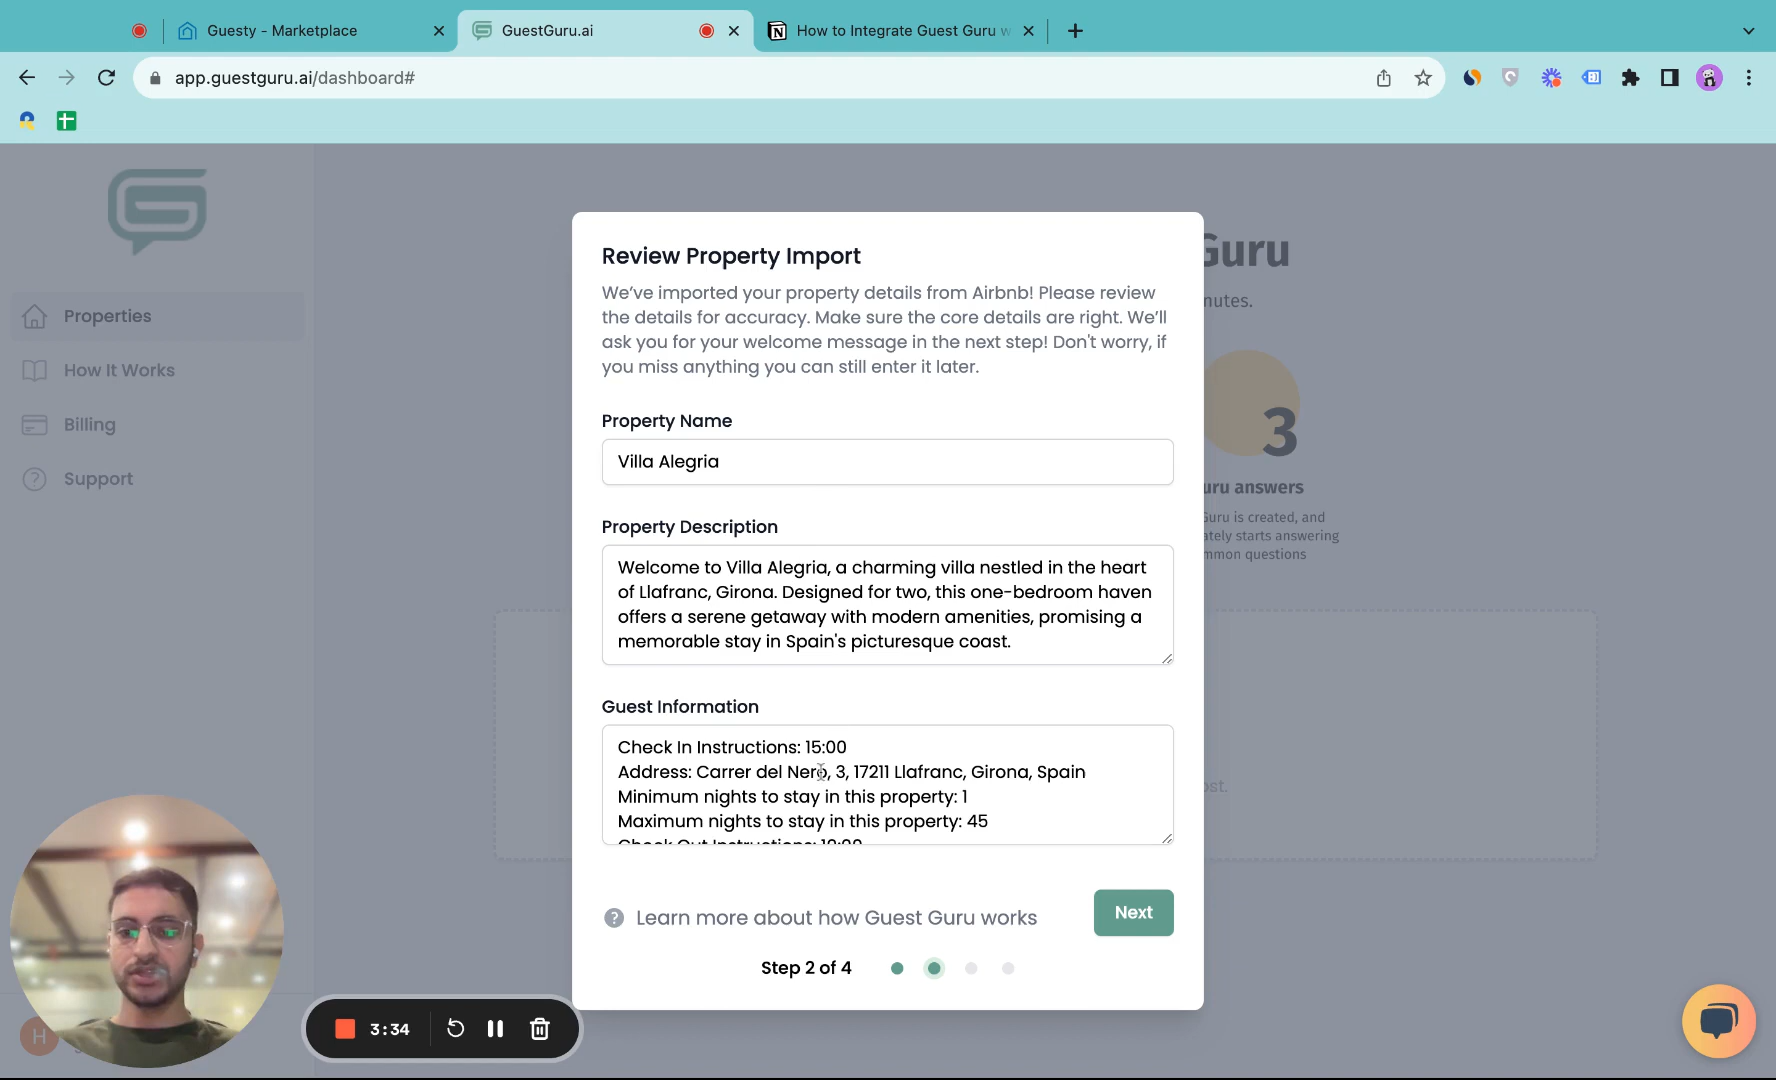 Guesty - Marketplace
GuestGuru.ai
How to Integrate Guest Guru w
app.guestguru.ai/dashboard#
Properties
How It Works
Billing
Support
H
Guru
nutes.
3
uru answers
Guru is created, and
ately starts answering
mmon questions
ost.
Review Property Import
We've imported your property details from Airbnb! Please review
the details for accuracy. Make sure the core details are right. We'll
ask you for your welcome message in the next step! Don't worry, if
you miss anything you can still enter it later.
Property Name
Villa Alegria
Property Description
Welcome to Villa Alegria, a charming villa nestled in the heart
of Llafranc, Girona. Designed for two, this one-bedroom haven
offers a serene getaway with modern amenities, promising a
memorable stay in Spain's picturesque coast.
Guest Information
Check In Instructions: 15:00
Address: Carrer del Nero, 3, 17211 Llafranc, Girona, Spain
Minimum nights to stay in this property: 1
Maximum nights to stay in this property: 45
Check Out Instructions: 10:00
Learn more about how Guest Guru works
Next
Step 2 of 4
3:34